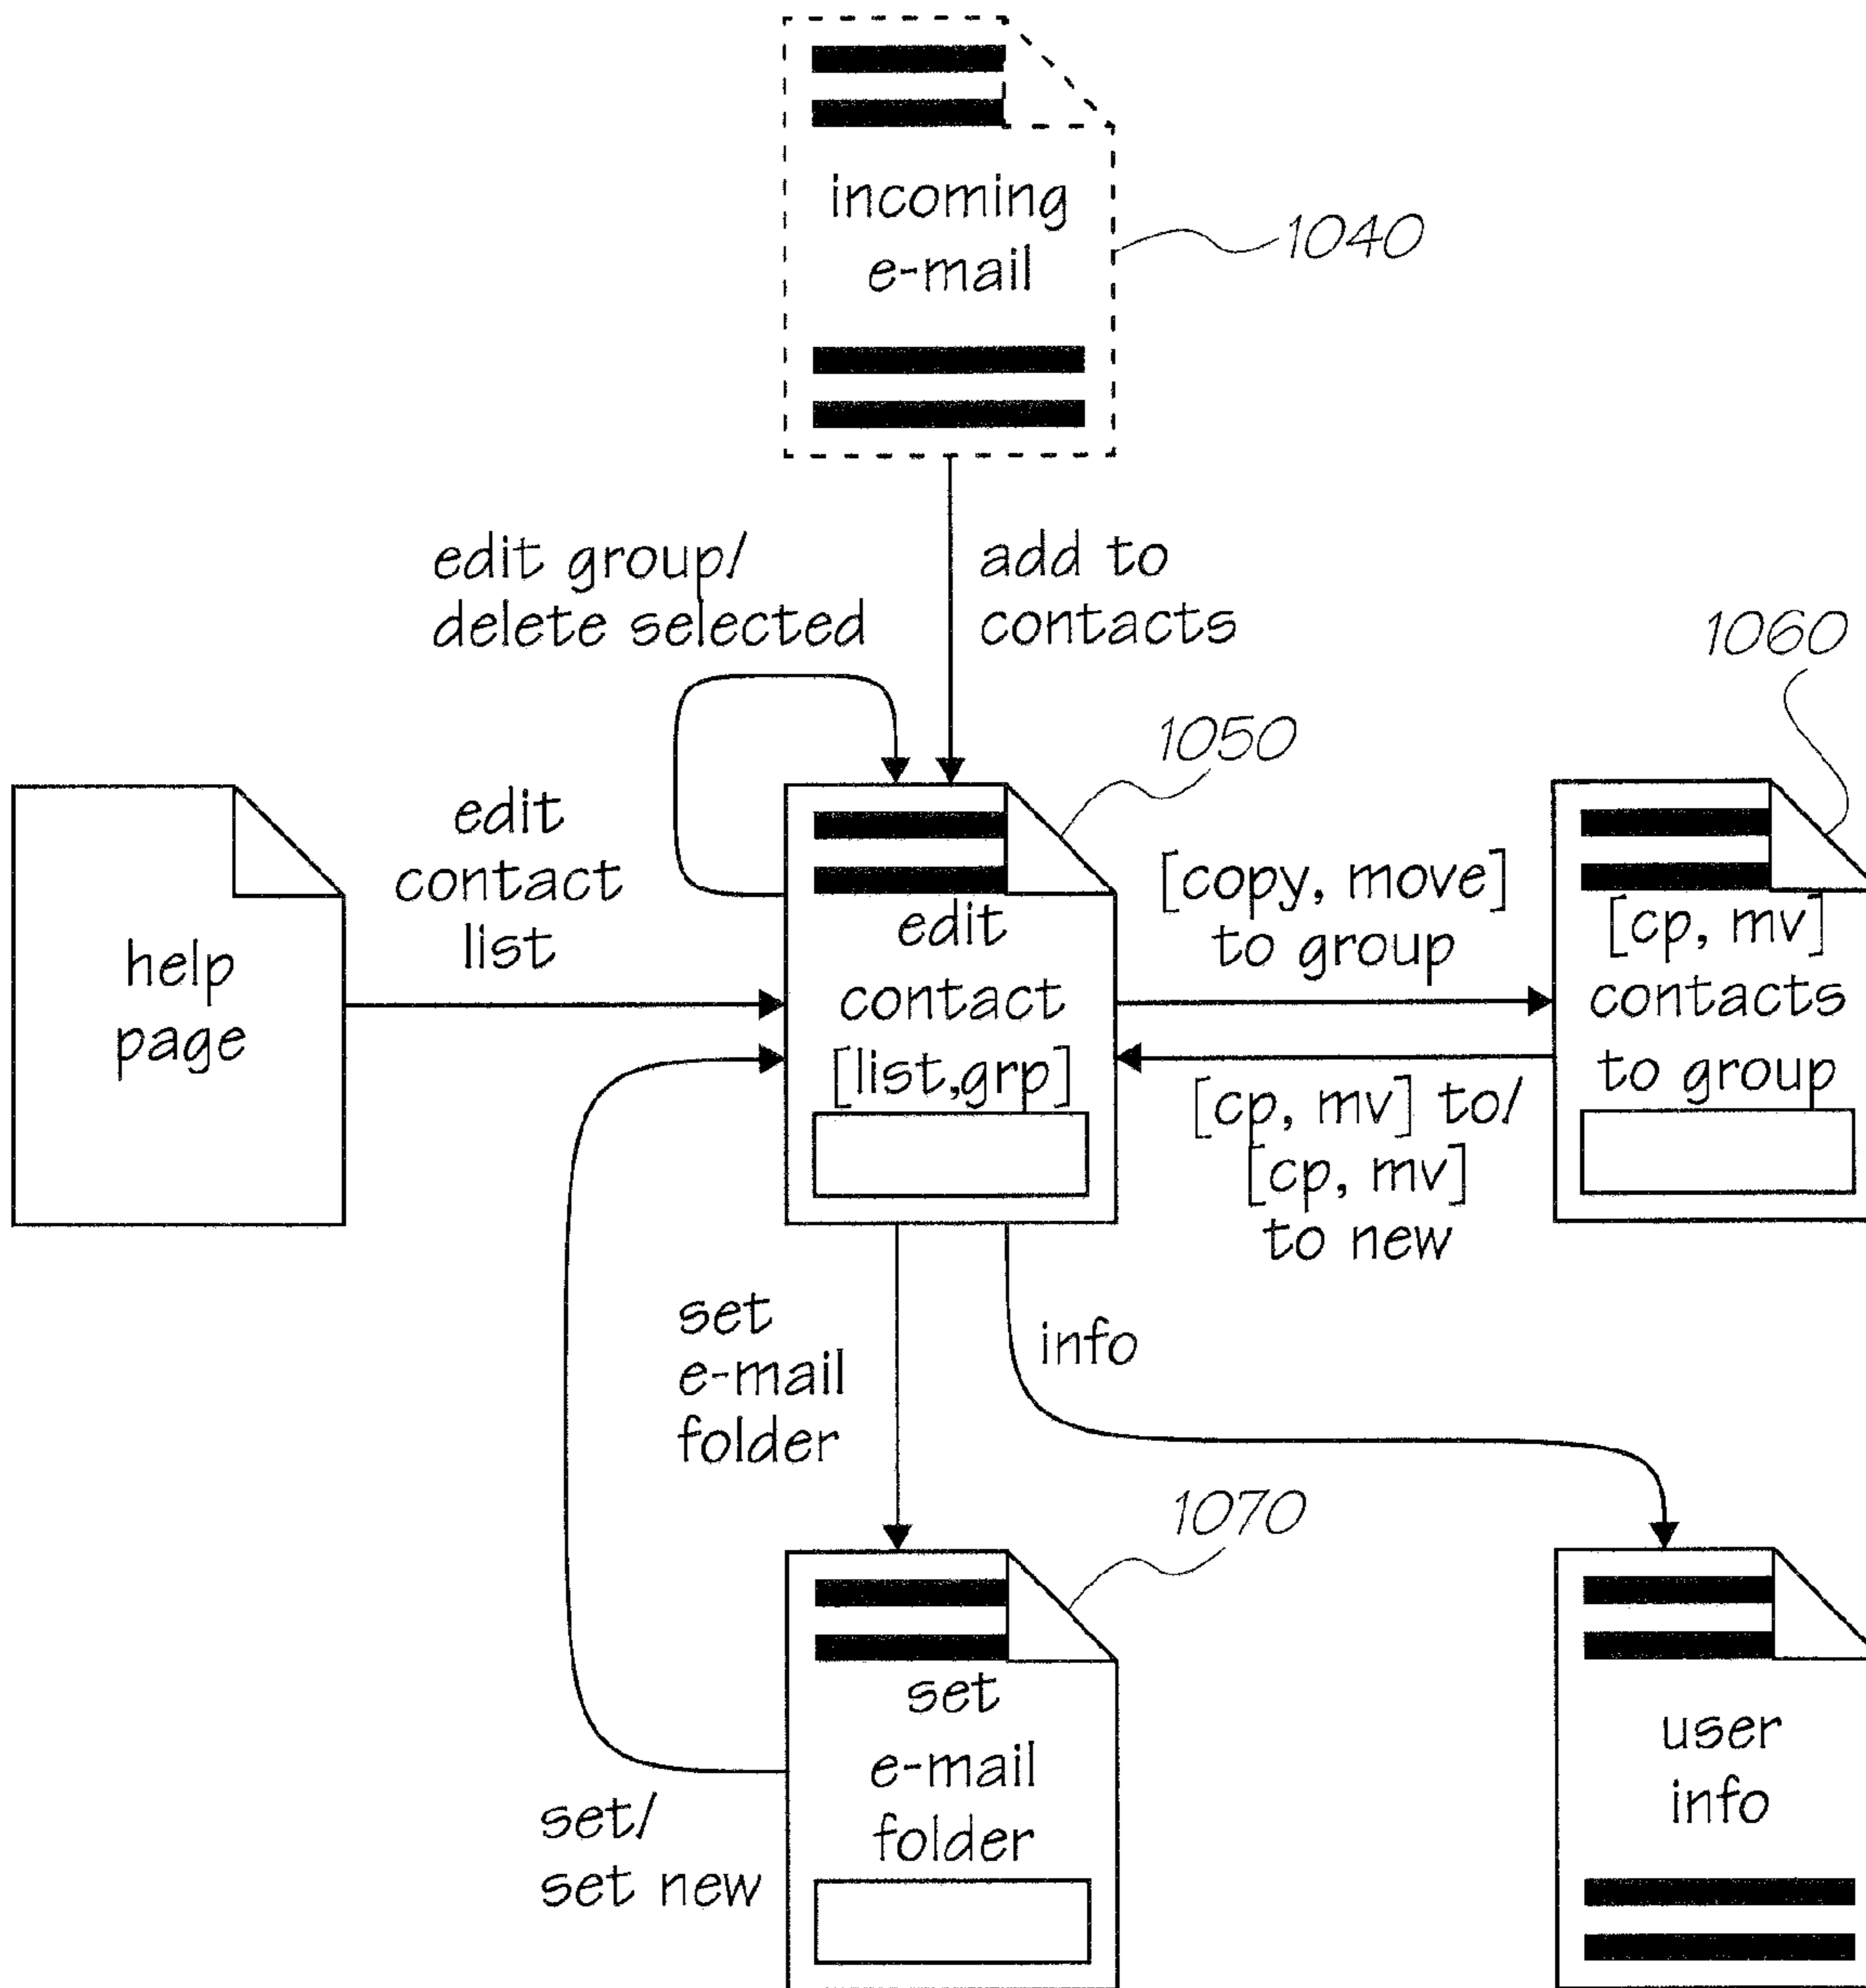 incoming
e-mail
1040
edit group/
delete selected
add to
contacts
1060
1050
help
page
edit
contact
list
edit
contact
[list,grp]
[copy, move]
to group
[cp, mv] to/
[cp, mv]
to new
[cp, mv]
contacts
to group
set
e-mail
folder
info
1070
set/
set new
set
e-mail
folder
user
info